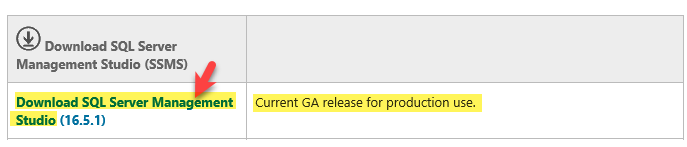 Download SQL Server
Management Studio (SSMS)
Download SQL Server Management
Studio (16.5.1)
Current GA release for production use.